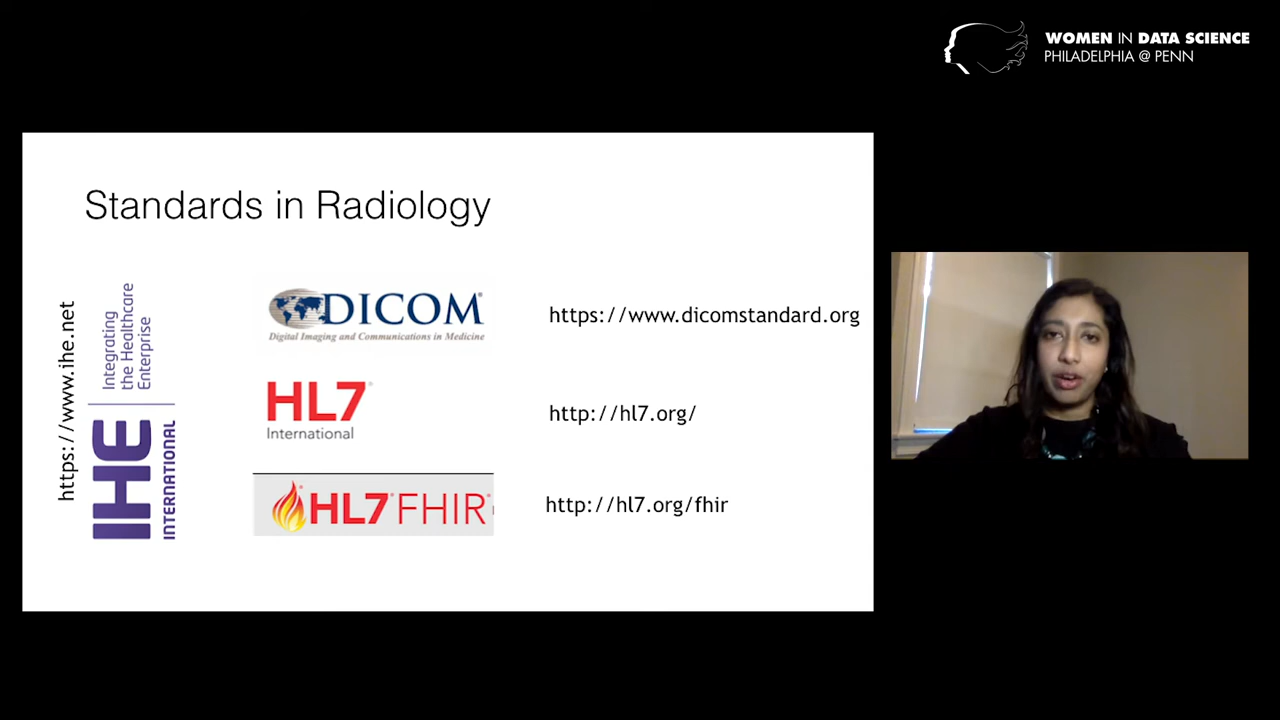 WOMEN IN DATA SCIENCE
PHILADELPHIA @ PENN
Standards in Radiology
https://www.ihe.net
IHE
INTERNATIONAL
Integrating
the Healthcare
Enterprise
DICOM®
Digital Imaging and Communications in Medicine
https://www.dicomstandard.org
HL7®
International
http://hl7.org/
HL7® FHIR®
http://hl7.org/fhir